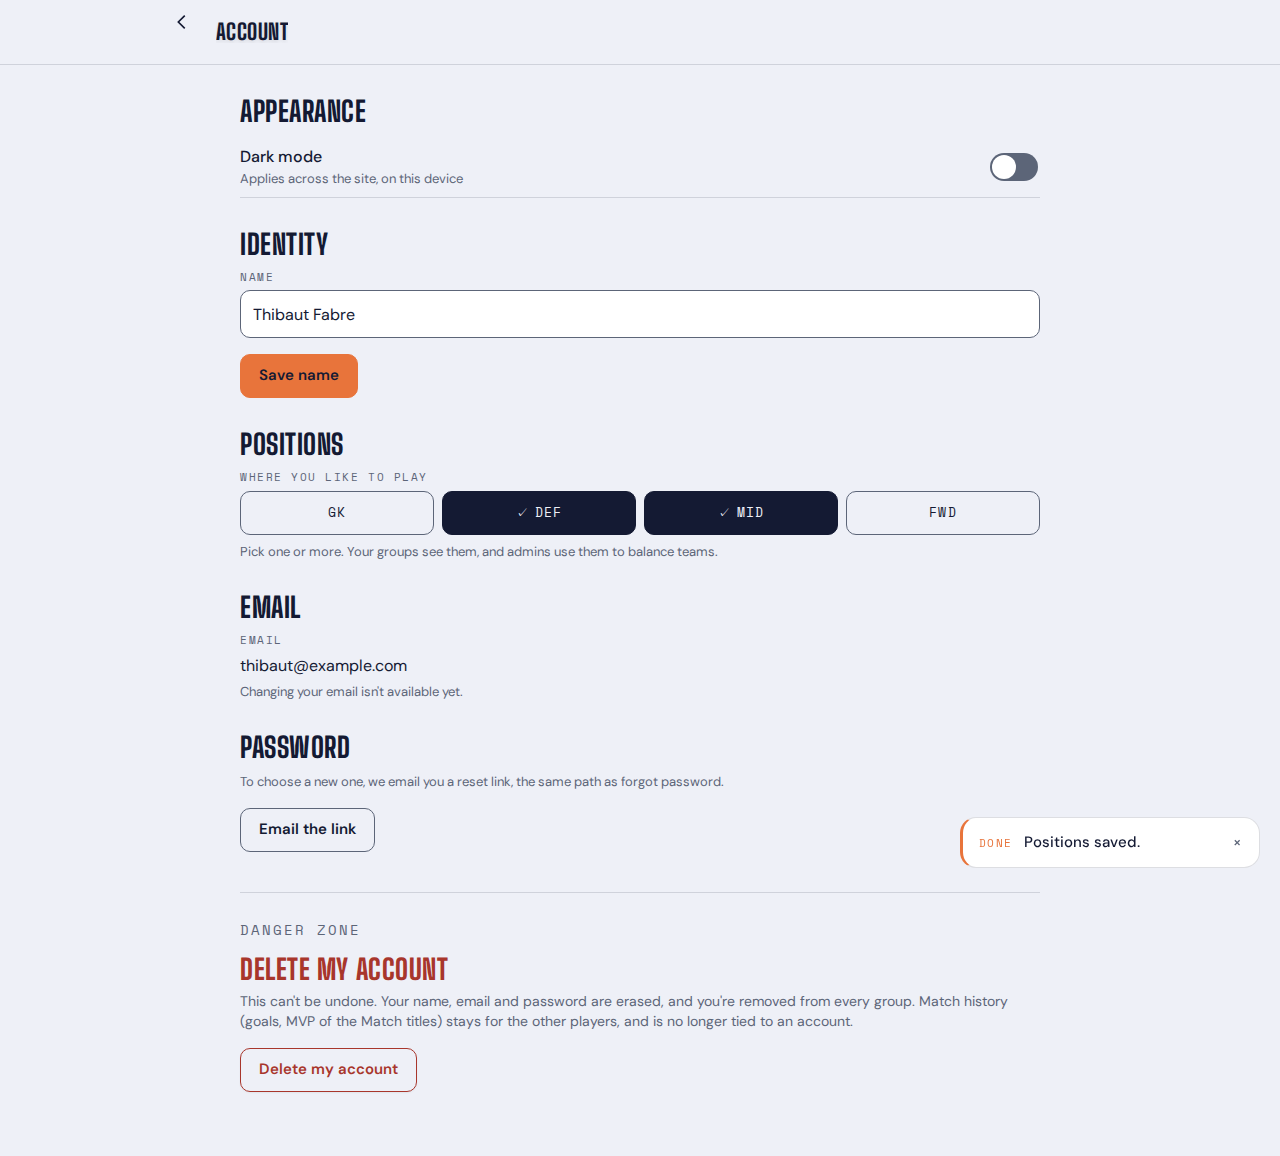 ACCOUNT
APPEARANCE
Dark mode
Applies across the site, on this device
IDENTITY
NAME
Thibaut Fabre
Save name
POSITIONS
WHERE YOU LIKE TO PLAY
GK
✓ DEF
✓ MID
FWD
Pick one or more. Your groups see them, and admins use them to balance teams.
EMAIL
EMAIL
thibaut@example.com
Changing your email isn't available yet.
PASSWORD
To choose a new one, we email you a reset link, the same path as forgot password.
Email the link
DONE Positions saved. ×
DANGER ZONE
DELETE MY ACCOUNT
This can't be undone. Your name, email and password are erased, and you're removed from every group. Match history
(goals, MVP of the Match titles) stays for the other players, and is no longer tied to an account.
Delete my account